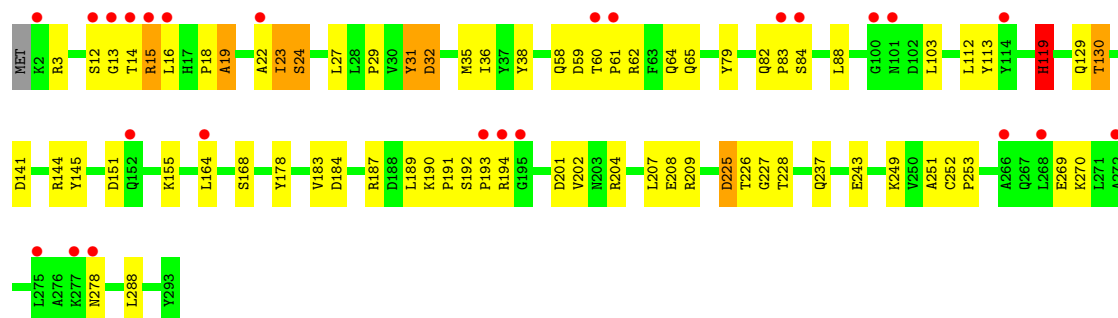 MET K2 R3 S12 G13 T14 R15 L16 H17 P18 A19 A22 I23 S24 L27 L28 P29 V30 Y31 D32 M35 I36 Y37 Y38 Q58 D59 T60 P61 R62 F63 Q64 Q65 Y79 Q82 P83 S84 L88 G100 N101 D102 L103 L112 Y113 Y114 H119 Q129 T130
D141 R144 Y145 D151 Q152 K155 L164 S168 Y178 V183 D184 R187 D188 L189 K190 P191 S192 P193 R194 G195 D201 V202 N203 R204 L207 E208 R209 D225 T226 G227 T228 Q237 E243 K249 V250 A251 C252 P253 A266 Q267 L268 E269 K270 L271 A272
L275 A276 K277 N278 L288 Y293